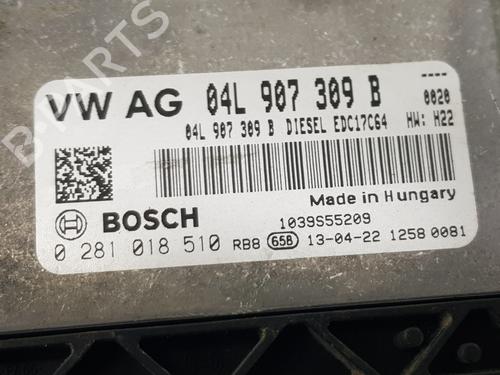 B-PARTS
----
VW AG 04L 907 309 B 0020
04L 907 309 B DIESEL EDC17C64 HW: H22
Made in Hungary
BOSCH 1039S55209
0 281 018 510 RB8 658 13-04-22 1258 0081